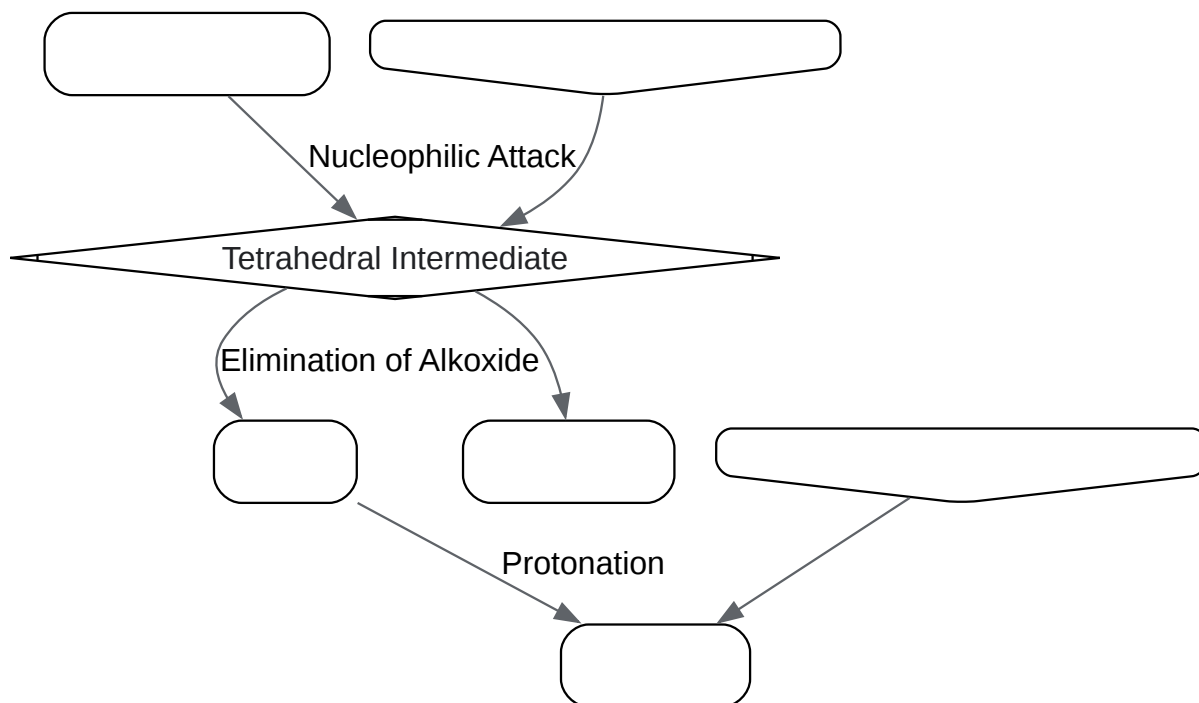 Nucleophilic Attack
Tetrahedral Intermediate
Elimination of Alkoxide
Protonation